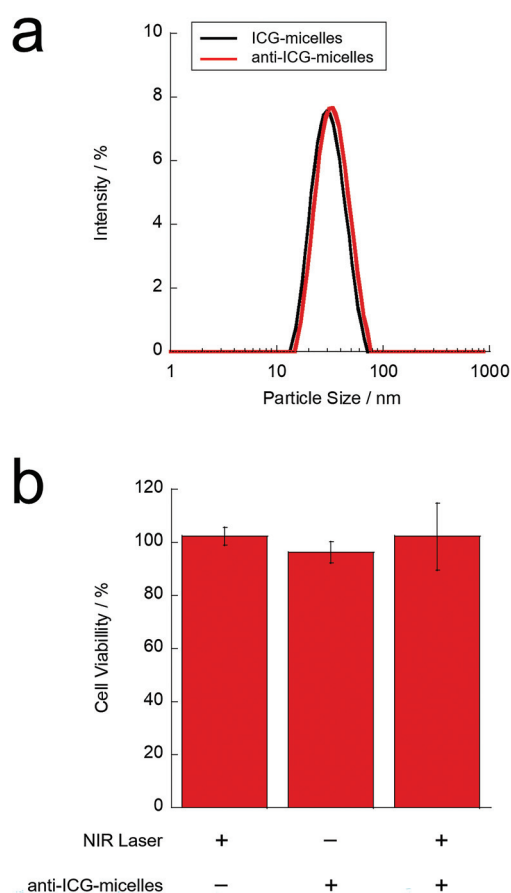 a
ICG-micelles
anti-ICG-micelles
10
8
6
4
2
0
Intensity / %
1 10 100 1000
Particle Size / nm
b
120
100
80
60
40
20
0
Cell Viabillity / %
NIR Laser + − +
anti-ICG-micelles − + +